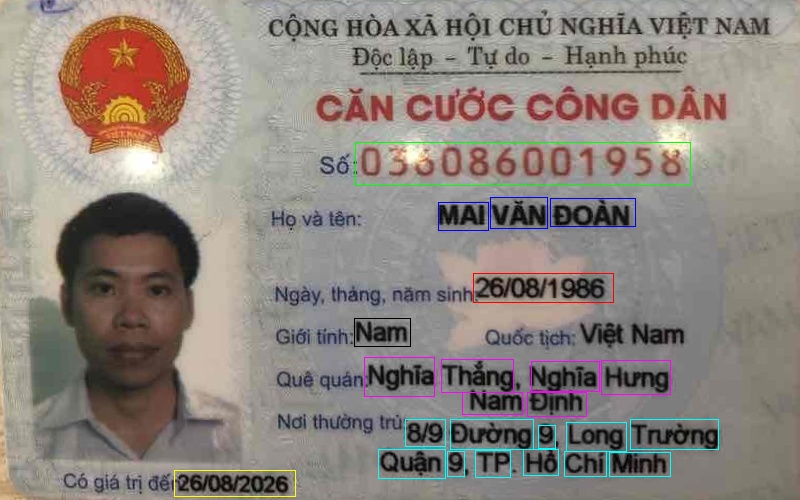 CỘNG HÒA XÃ HỘI CHỦ NGHĨA VIỆT NAM
Độc lập - Tự do - Hạnh phúc
CĂN CƯỚC CÔNG DÂN
Số: 036086001958
Họ và tên: MAI VĂN ĐOÀN
Ngày, tháng, năm sinh: 26/08/1986
Giới tính: Nam Quốc tịch: Việt Nam
Quê quán: Nghĩa Thắng, Nghĩa Hưng
Nam Định
Nơi thường trú: 8/9 Đường 9, Long Trường
Quận 9, TP. Hồ Chí Minh
Có giá trị đến 26/08/2026